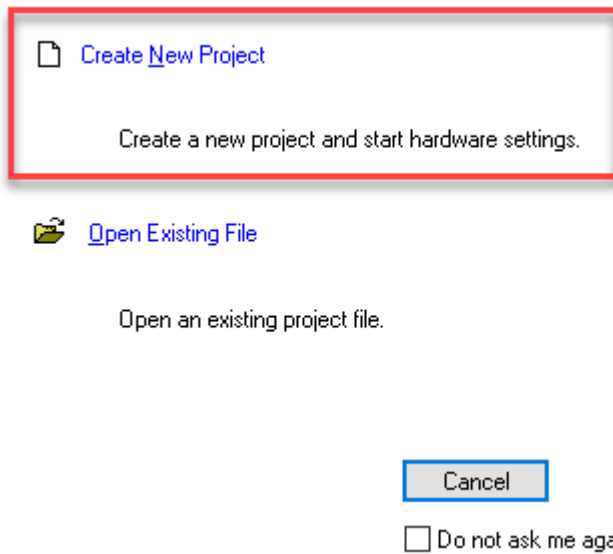 Create New Project
Create a new project and start hardware settings.
Open Existing File
Open an existing project file.
Cancel
Do not ask me